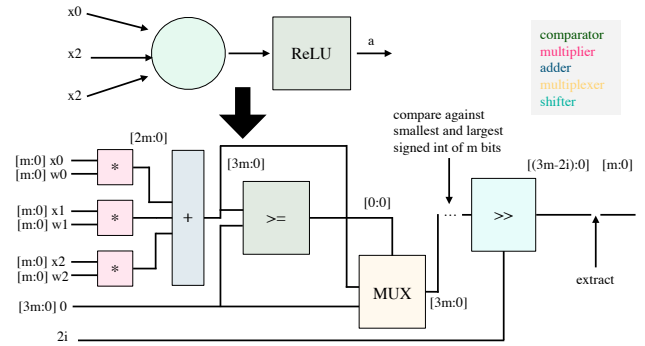 x0
x2
x2
ReLU
a
comparator
multiplier
adder
multiplexer
shifter
compare against
smallest and largest
signed int of m bits
[2m:0]
[m:0] x0
[m:0] w0
*
[3m:0]
[(3m-2i):0]
[m:0]
[m:0] x1
[m:0] w1
*
+
>=
[0:0]
...
>>
[m:0] x2
[m:0] w2
*
MUX
[3m:0]
extract
[3m:0] 0
2i